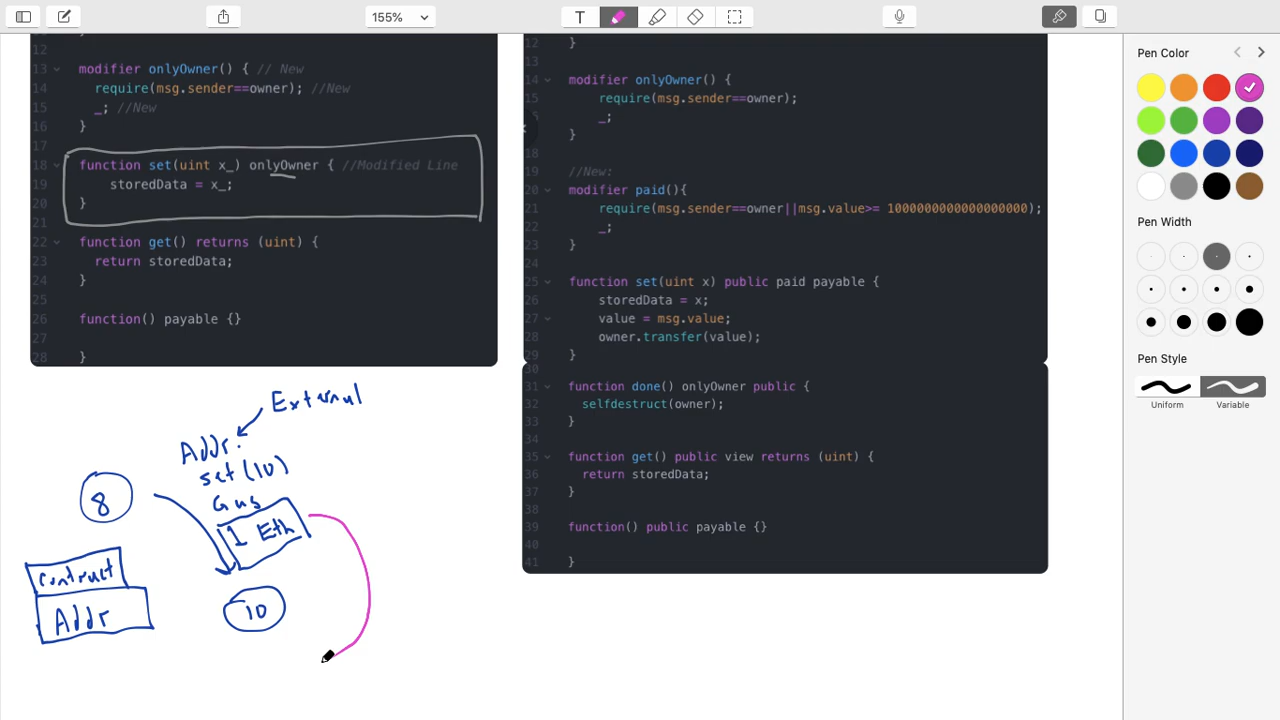 155%
T
12
13 modifier onlyOwner() { // New
14 require(msg.sender==owner); //New
15 _; //New
16 }
17
18 function set(uint x_) onlyOwner { //Modified Line
19 storedData = x_;
20 }
21
22 function get() returns (uint) {
23 return storedData;
24 }
25
26 function() payable {}
27
28 }
12 }
13
14 modifier onlyOwner() {
15 require(msg.sender==owner);
_;
}
18
19 //New:
20 modifier paid(){
21 require(msg.sender==owner||msg.value>= 1000000000000000000);
22 _;
23 }
24
25 function set(uint x) public paid payable {
26 storedData = x;
27 value = msg.value;
28 owner.transfer(value);
29 }
30
31 function done() onlyOwner public {
32 selfdestruct(owner);
33 }
34
35 function get() public view returns (uint) {
36 return storedData;
37 }
38
39 function() public payable {}
40
41 }
External
Addr:
set(10)
Gas
1 Eth
8
10
Contract
Addr
Pen Color
Pen Width
Pen Style
Uniform
Variable